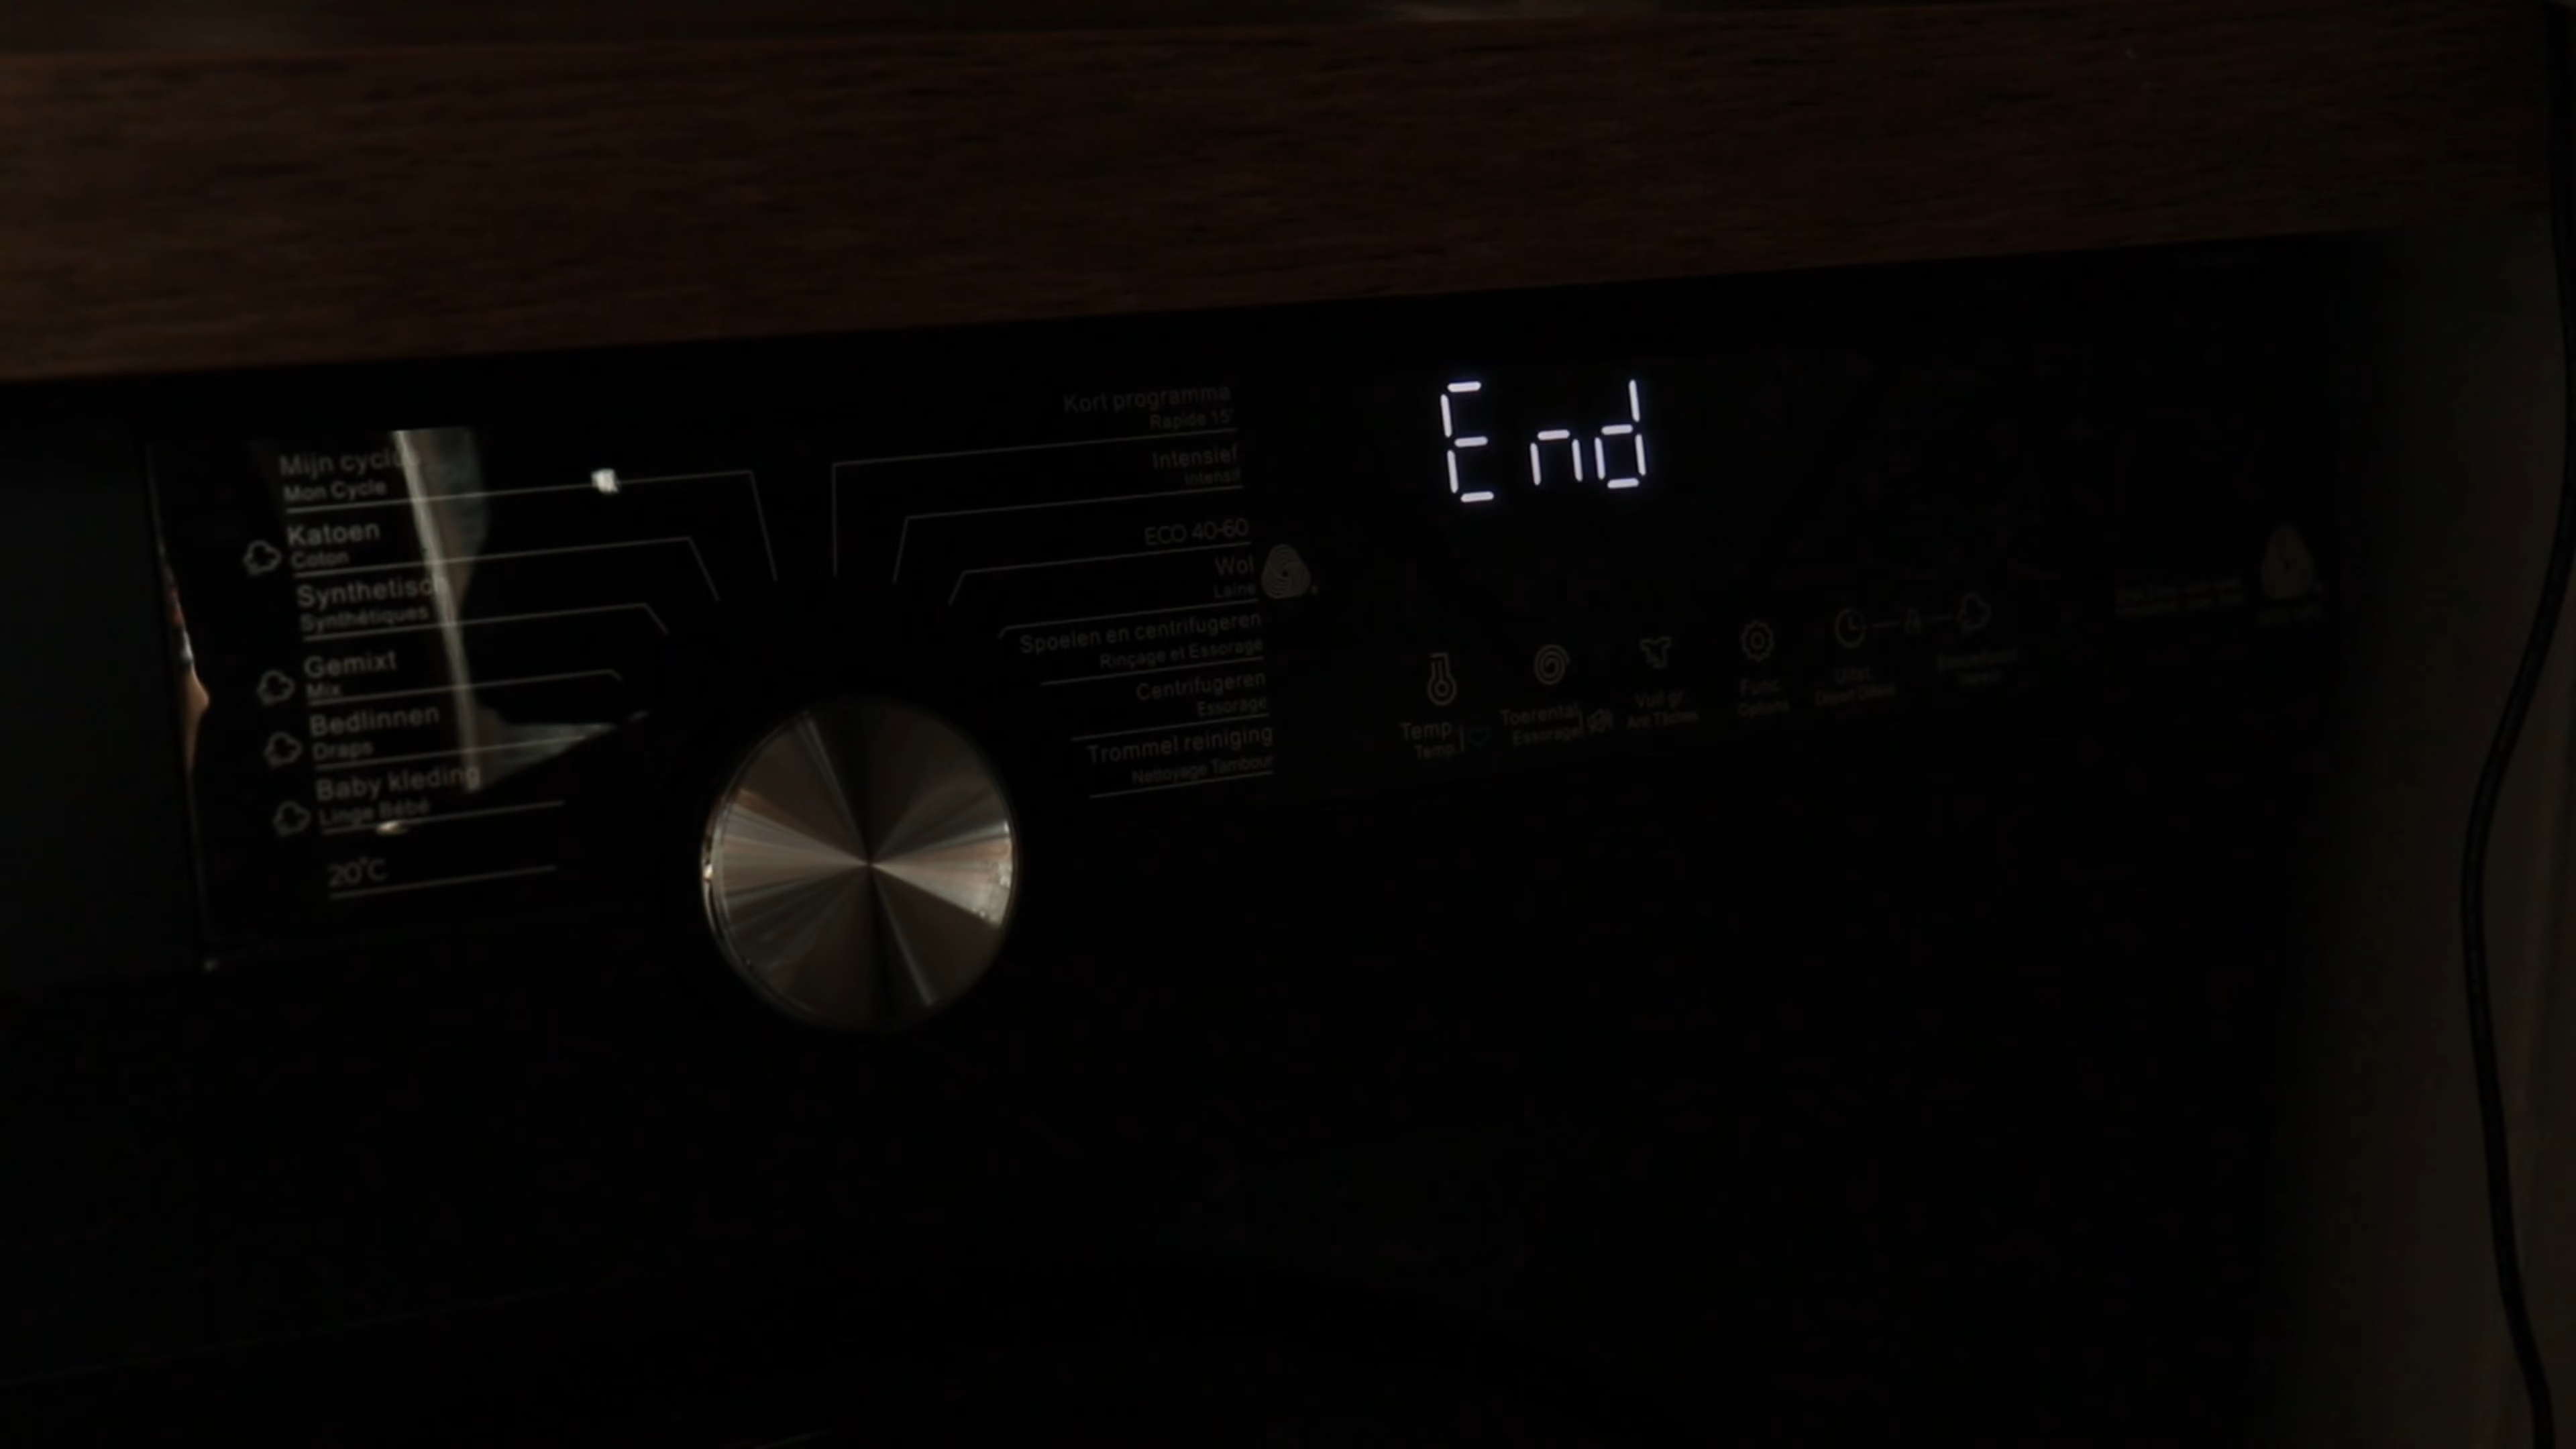 Mijn cyclus
Mon Cycle
Katoen
Coton
Synthetisch
Synthétiques
Gemixt
Mix
Bedlinnen
Draps
Baby kleding
Linge Bébé
20°C
Kort programma
Rapide 15'
Intensief
Intensif
ECO 40-60
Wol
Laine
Spoelen en centrifugeren
Rinçage et Essorage
Centrifugeren
Essorage
Trommel reiniging
Nettoyage Tambour
End
Temp.
Temp.
Toerental
Essorage
Vuil gr.
Anti Tâches
Func.
Options
Uitst.
Départ Différé